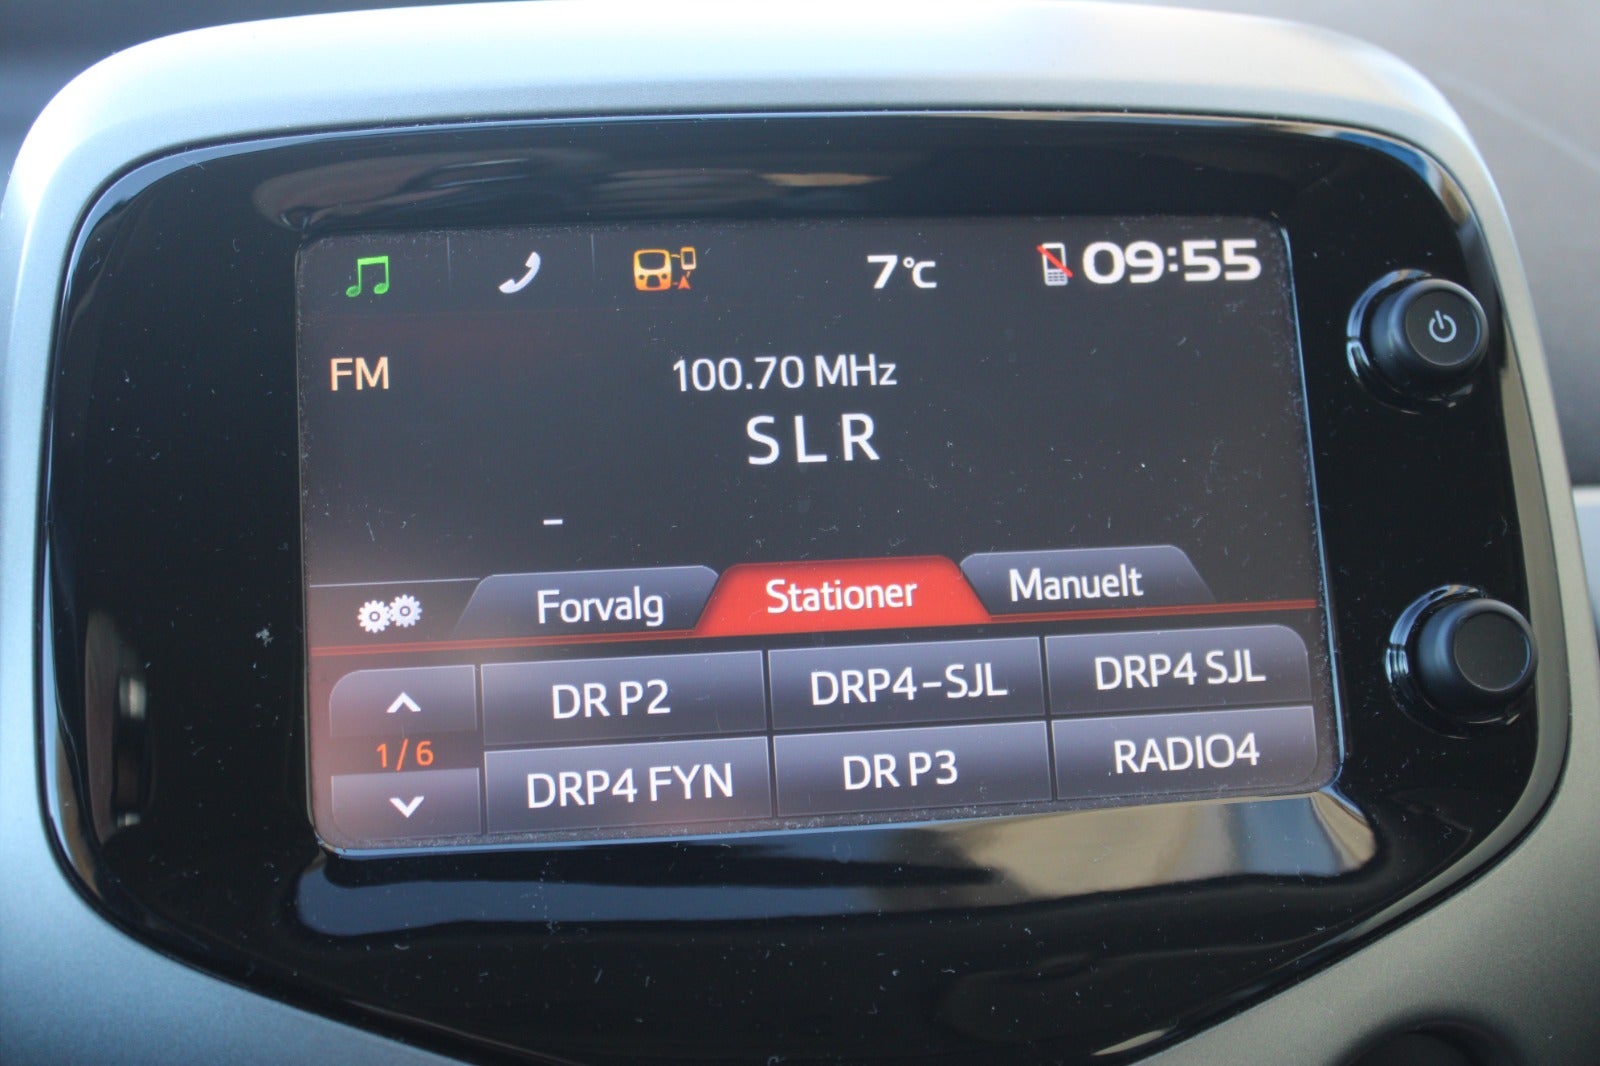 7°C
09:55
FM
100.70 MHz
SLR
-
Forvalg
Stationer
Manuelt
DR P2
DRP4-SJL
DRP4 SJL
1/6
DRP4 FYN
DR P3
RADIO4